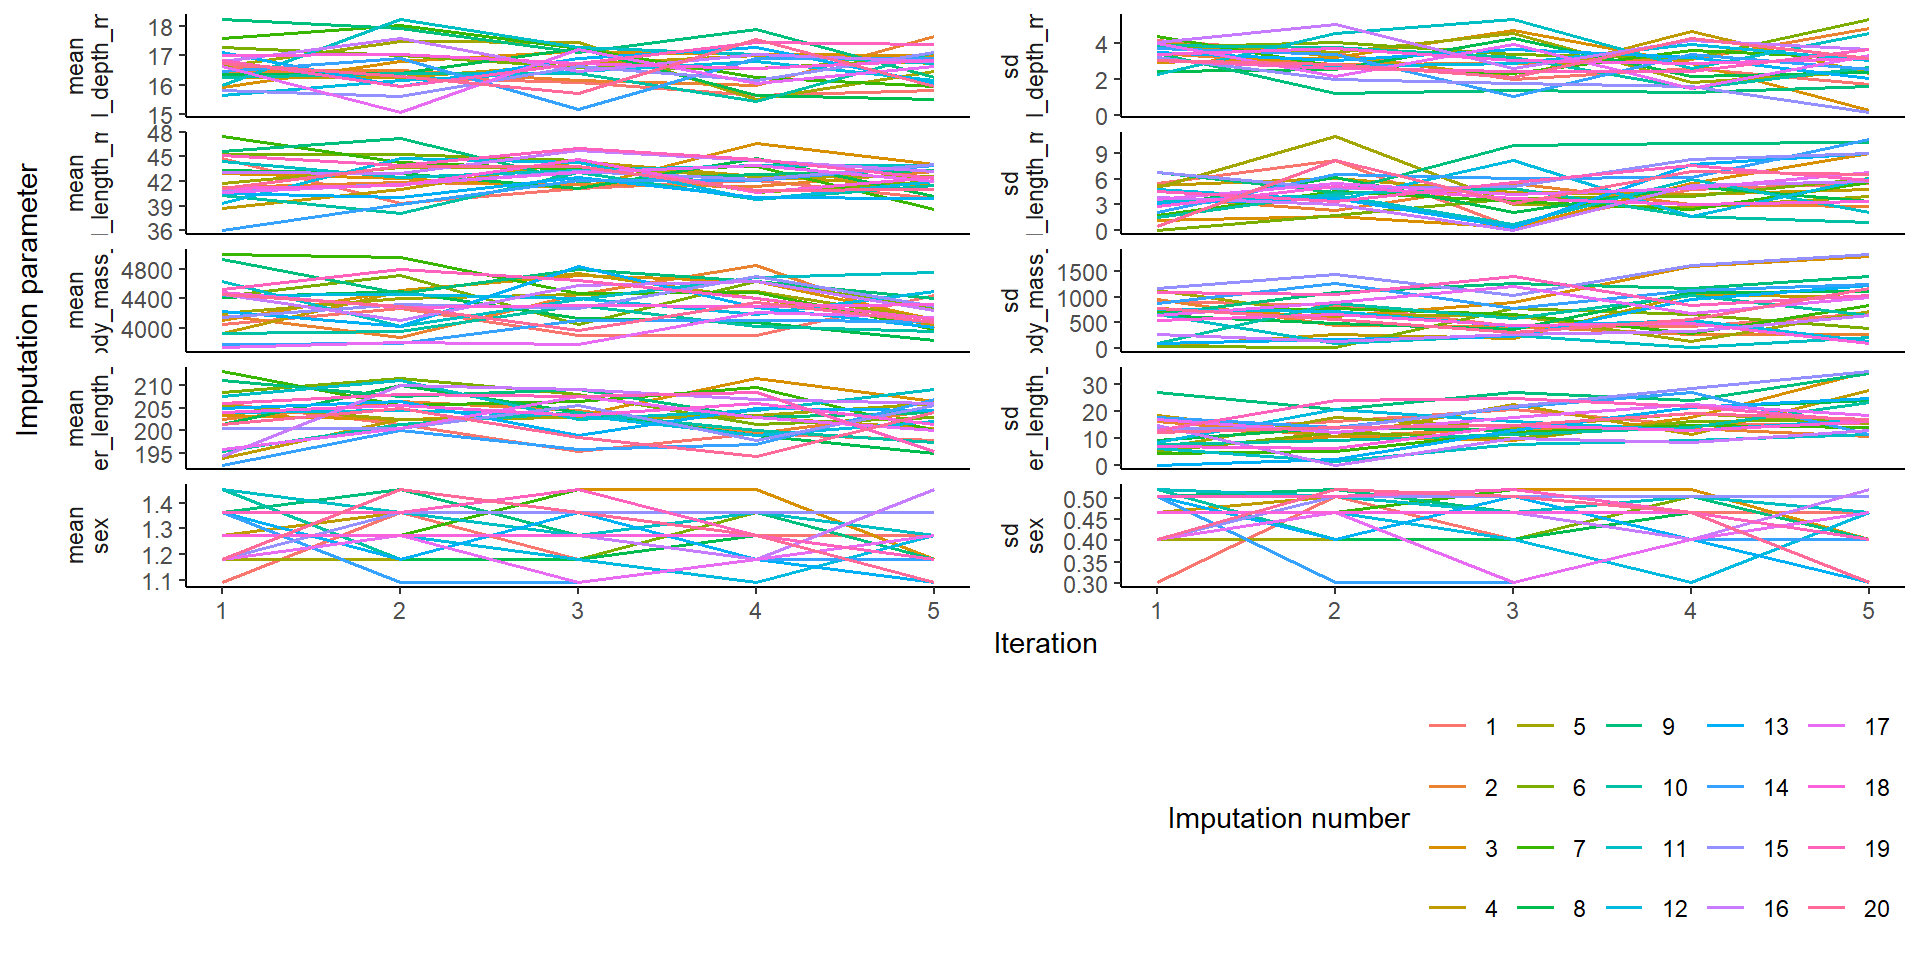 Imputation parameter
mean
l_depth_m
18
17
16
15
sd
l_depth_m
4
2
0
mean
l_length_m
48
45
42
39
36
sd
l_length_m
9
6
3
0
mean
ody_mass_
4800
4400
4000
sd
ody_mass_
1500
1000
500
0
mean
er_length_
210
205
200
195
sd
er_length_
30
20
10
0
mean
sex
1.4
1.3
1.2
1.1
sd
sex
0.50
0.45
0.40
0.35
0.30
1 2 3 4 5
1 2 3 4 5
Iteration
Imputation number
1 5 9 13 17
2 6 10 14 18
3 7 11 15 19
4 8 12 16 20